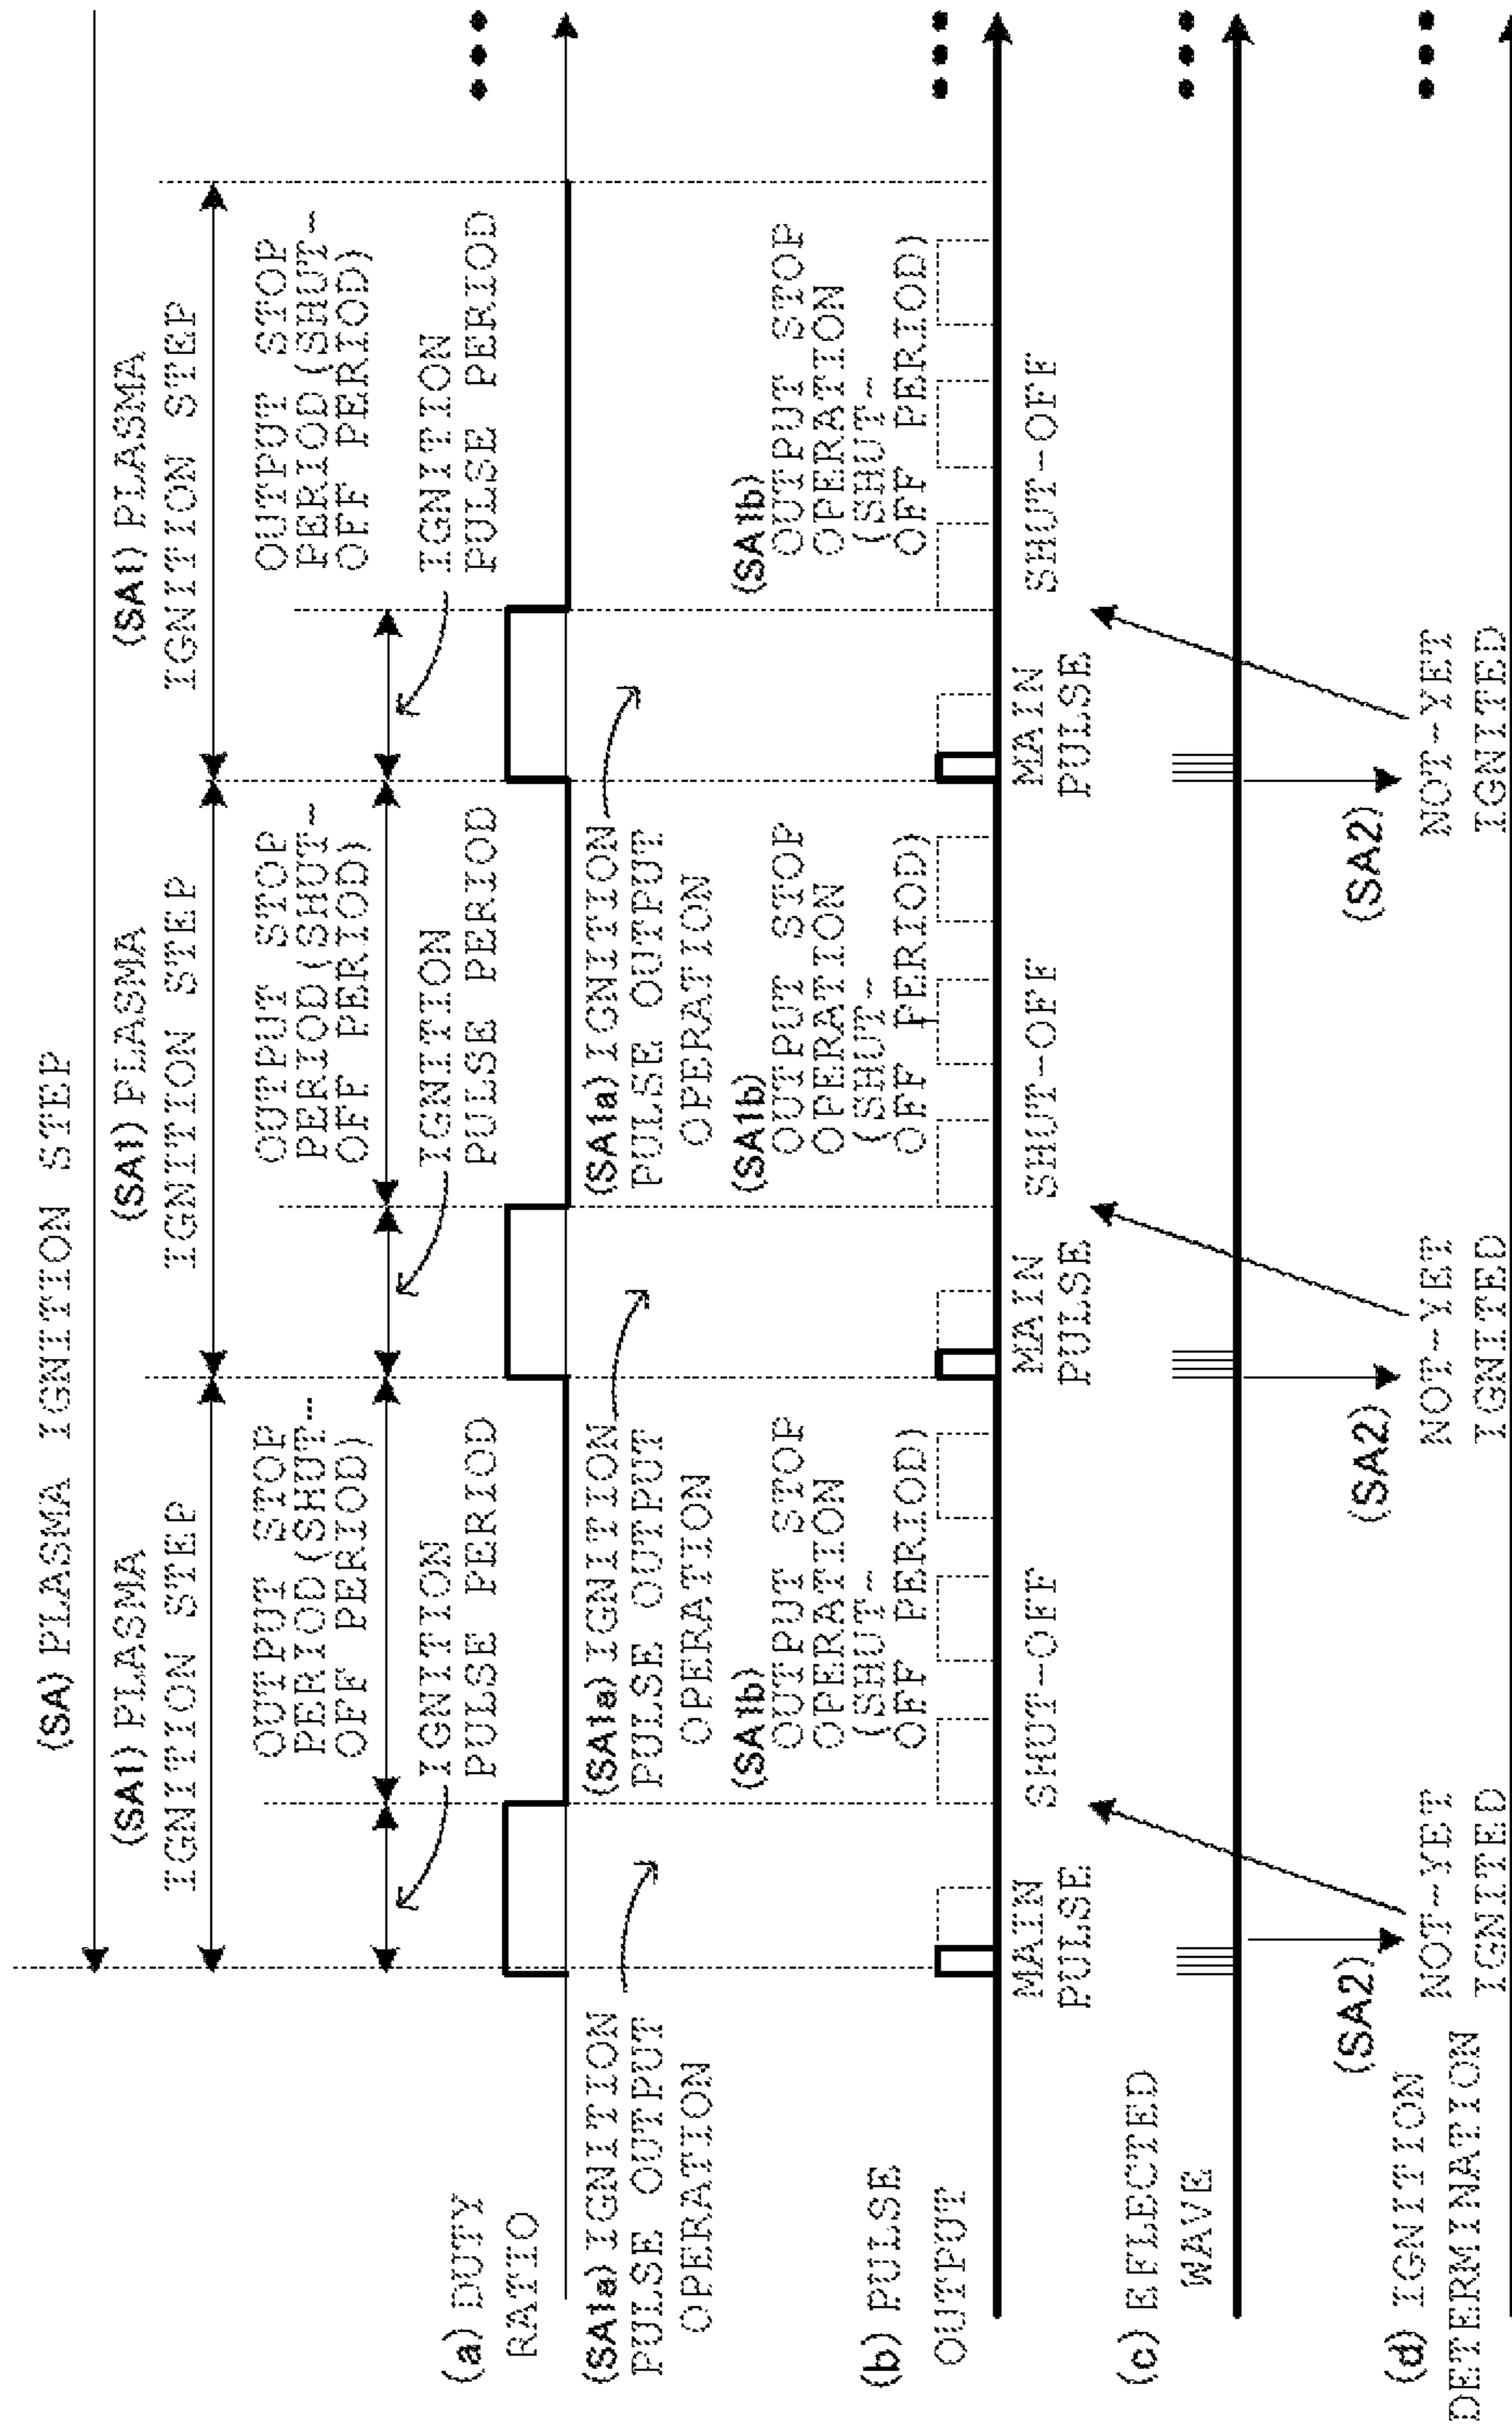 (SA) PLASMA IGNITION STEP
(SA1) PLASMA
IGNITION STEP
(SA1) PLASMA
IGNITION STEP
(SA1) PLASMA
IGNITION STEP
OUTPUT STOP
PERIOD(SHUT-
OFF PERIOD)
OUTPUT STOP
PERIOD(SHUT-
OFF PERIOD)
OUTPUT STOP
PERIOD(SHUT-
OFF PERIOD)
IGNITION
PULSE PERIOD
IGNITION
PULSE PERIOD
IGNITION
PULSE PERIOD
(a) DUTY
RATIO
(SA1a) IGNITION
PULSE OUTPUT
OPERATION
(SA1a) IGNITION
PULSE OUTPUT
OPERATION
(SA1a) IGNITION
PULSE OUTPUT
OPERATION
(SA1b)
OUTPUT STOP
OPERATION
(SHUT-
OFF PERIOD)
(SA1b)
OUTPUT STOP
OPERATION
(SHUT-
OFF PERIOD)
(SA1b)
OUTPUT STOP
OPERATION
(SHUT-
OFF PERIOD)
(b) PULSE
OUTPUT
MAIN
PULSE
SHUT-OFF
MAIN
PULSE
SHUT-OFF
MAIN
PULSE
SHUT-OFF
(c) EFLECTED
WAVE
(SA2)
(SA2)
(SA2)
(d) IGNITION
DETERMINATION
NOT-YET
IGNITED
NOT-YET
IGNITED
NOT-YET
IGNITED